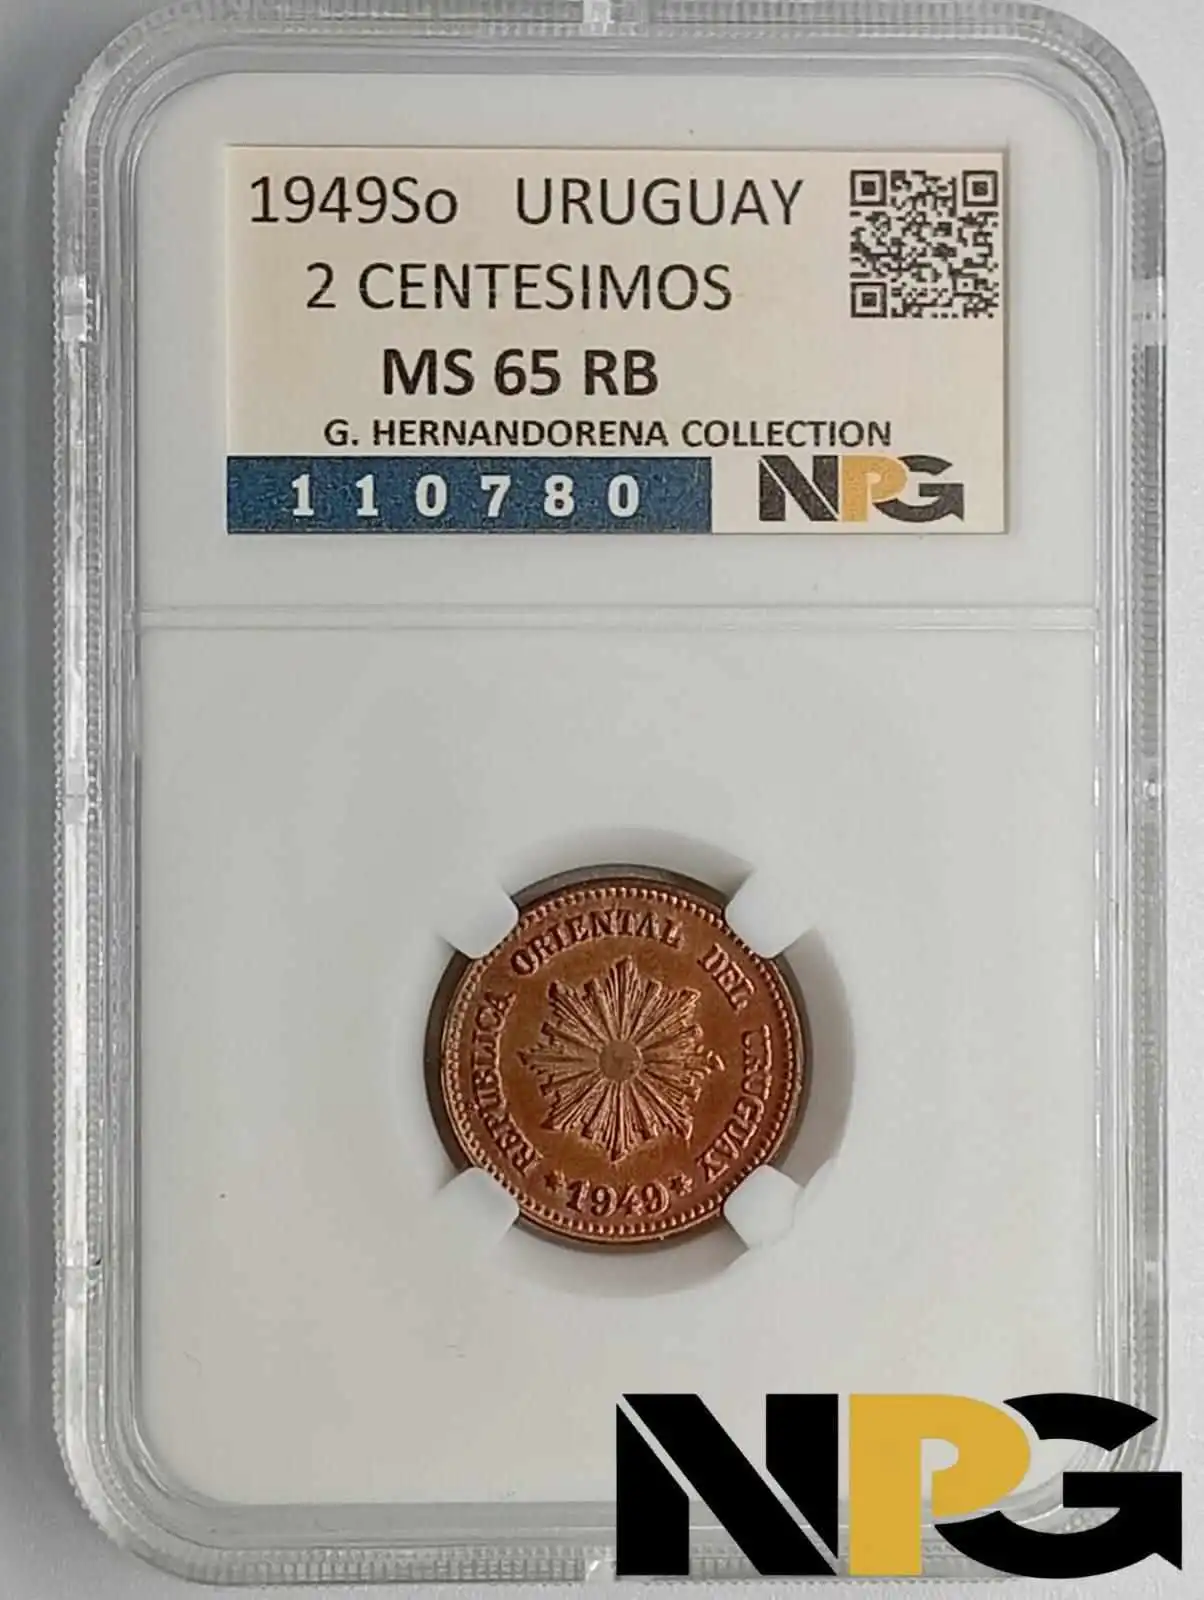 1949So URUGUAY
2 CENTESIMOS
MS 65 RB
G. HERNANDORENA COLLECTION
110780 NPG
REPUBLICA ORIENTAL DEL URUGUAY
★ 1949 ★
NPG